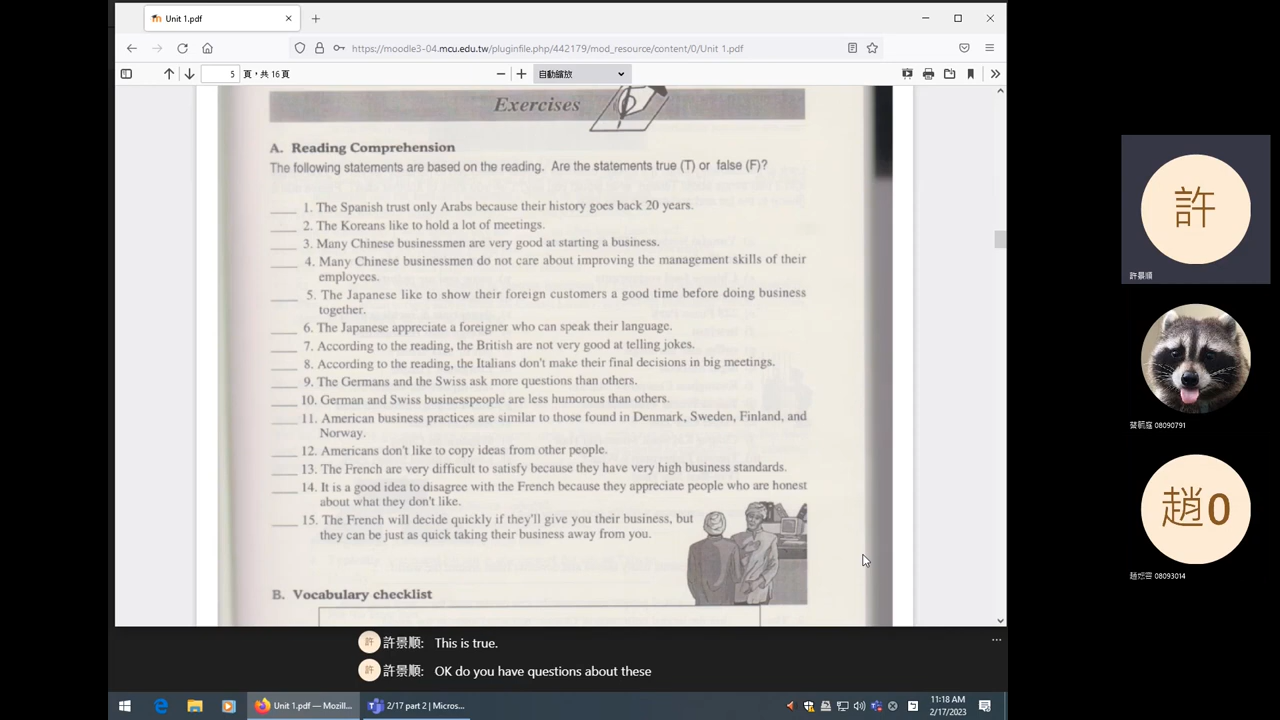 Unit 1.pdf
https://moodle3-04.mcu.edu.tw/pluginfile.php/442179/mod_resource/content/0/Unit 1.pdf
5 頁，共 16 頁
自動縮放
Exercises
A. Reading Comprehension
The following statements are based on the reading. Are the statements true (T) or false (F)?
____ 1. The Spanish trust only Arabs because their history goes back 20 years.
____ 2. The Koreans like to hold a lot of meetings.
____ 3. Many Chinese businessmen are very good at starting a business.
____ 4. Many Chinese businessmen do not care about improving the management skills of their
employees.
____ 5. The Japanese like to show their foreign customers a good time before doing business
together.
____ 6. The Japanese appreciate a foreigner who can speak their language.
____ 7. According to the reading, the British are not very good at telling jokes.
____ 8. According to the reading, the Italians don't make their final decisions in big meetings.
____ 9. The Germans and the Swiss ask more questions than others.
____ 10. German and Swiss businesspeople are less humorous than others.
____ 11. American business practices are similar to those found in Denmark, Sweden, Finland, and
Norway.
____ 12. Americans don't like to copy ideas from other people.
____ 13. The French are very difficult to satisfy because they have very high business standards.
____ 14. It is a good idea to disagree with the French because they appreciate people who are honest
about what they don't like.
____ 15. The French will decide quickly if they'll give you their business, but
they can be just as quick taking their business away from you.
B. Vocabulary checklist
許 許景順: This is true.
許 許景順: OK do you have questions about these
Unit 1.pdf — Mozill...
2/17 part 2 | Micros...
11:18 AM
2/17/2023
許
許景順
08090791
趙0
08093014